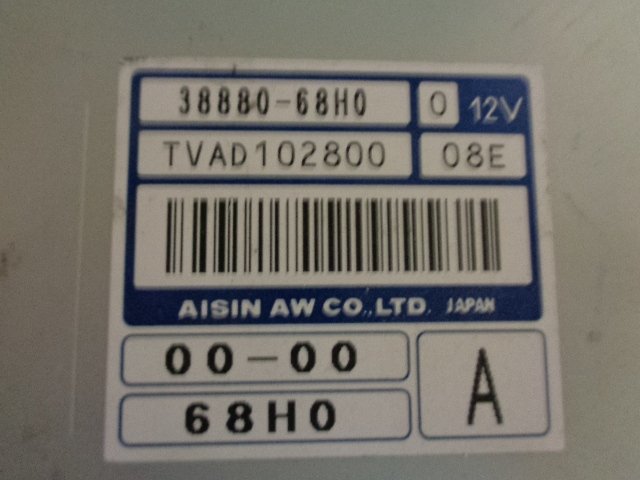 38880-68H0 0 12V
TVAD102800 08E
AISIN AW CO.,LTD. JAPAN
00-00
68H0 A